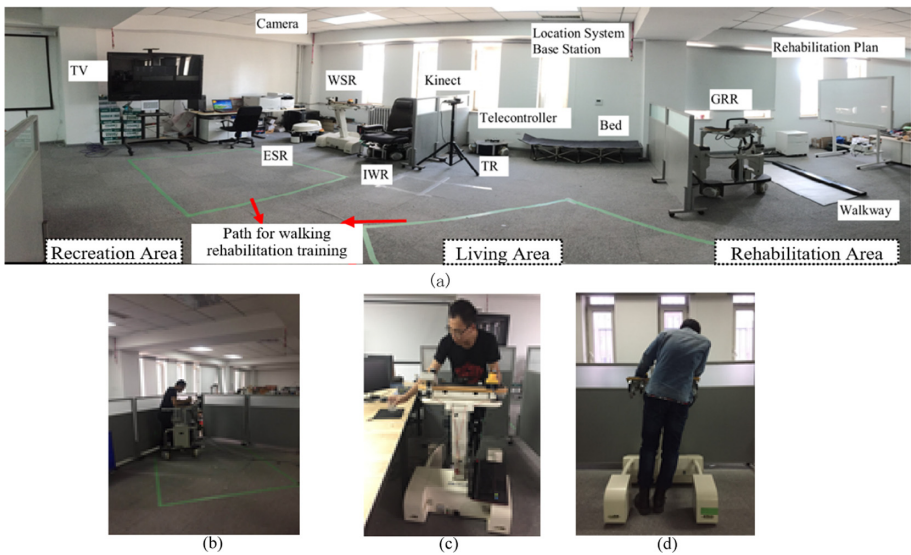 Camera
Location System
Base Station
Rehabilitation Plan
TV
WSR
Kinect
GRR
Telecontroller
Bed
ESR
IWR
TR
Walkway
Path for walking
rehabilitation training
Recreation Area
Living Area
Rehabilitation Area
(a)
(b)
(c)
(d)